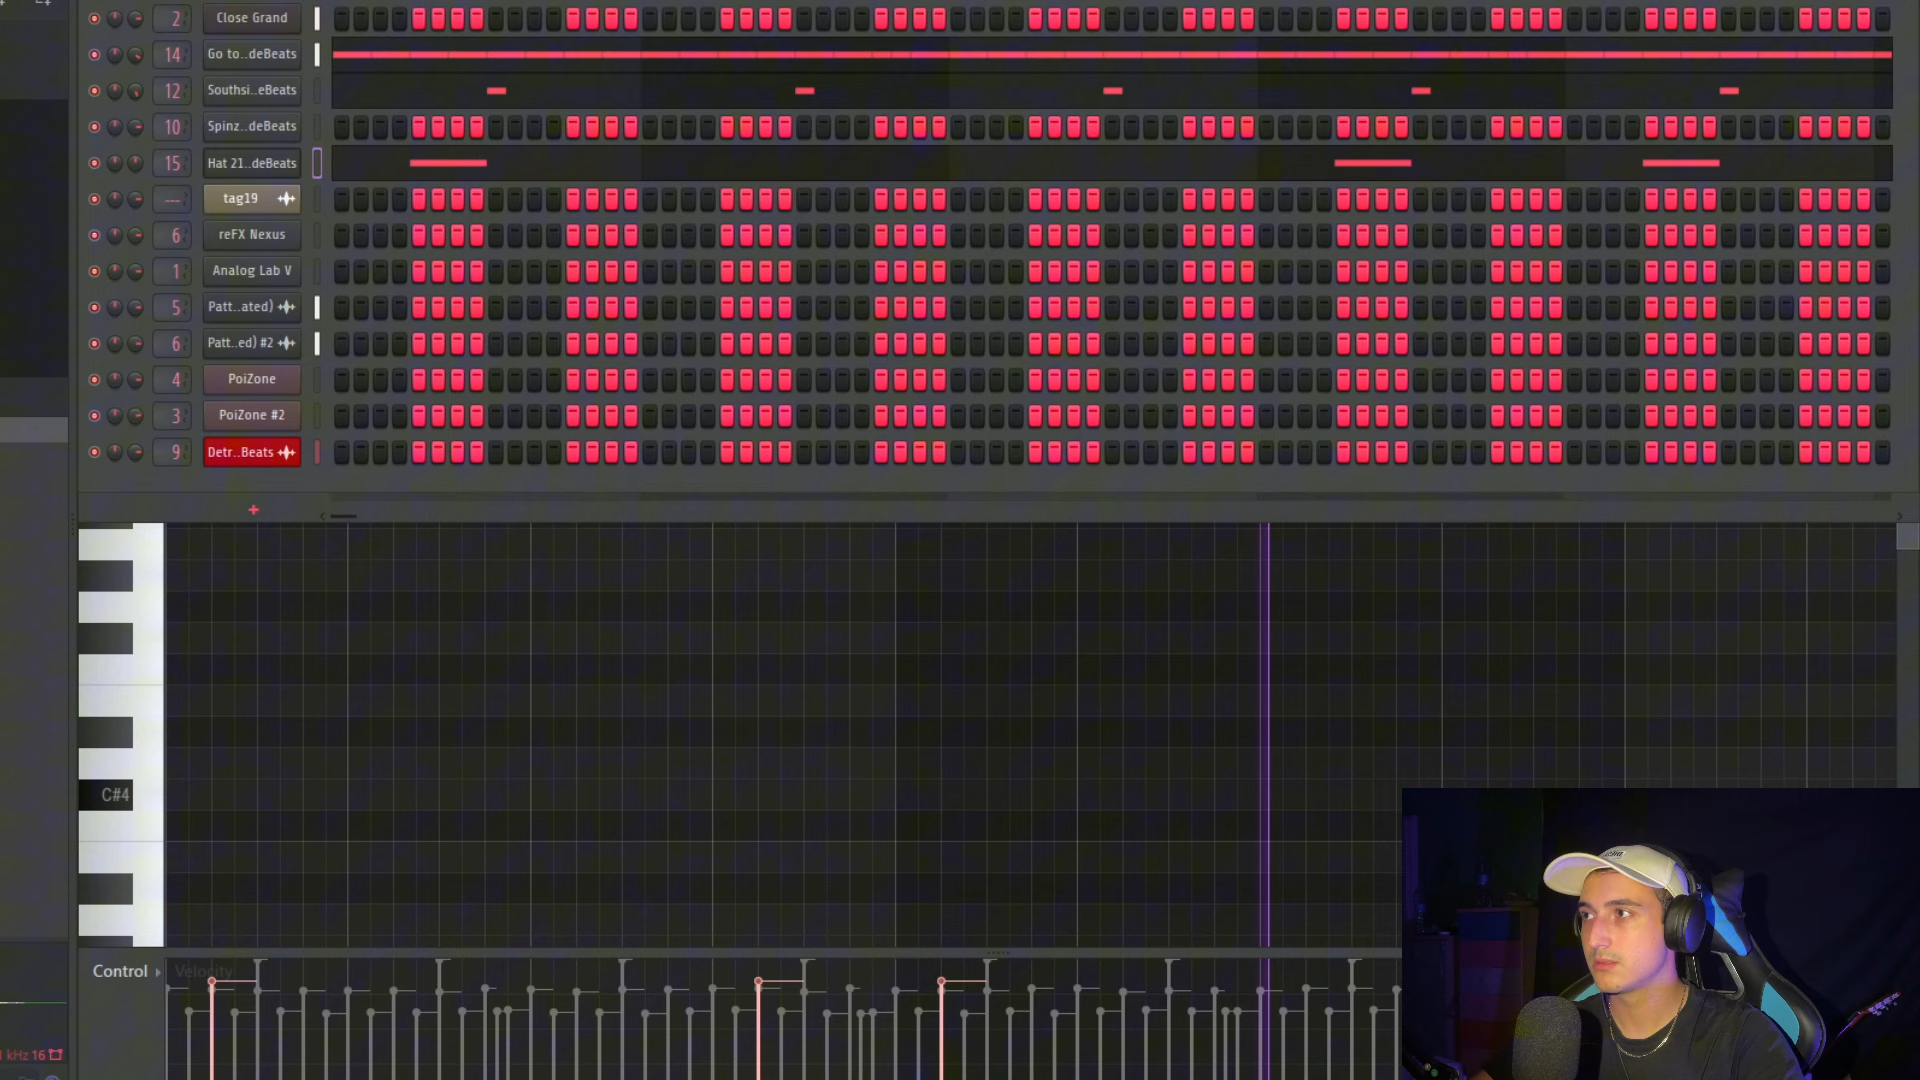 2 Close Grand
14 Go to..deBeats
12 Southsi..eBeats
10 Spinz..deBeats
15 Hat 21..deBeats
--- tag19
6 reFX Nexus
1 Analog Lab V
5 Patt..ated)
6 Patt..ed) #2
4 PoiZone
3 PoiZone #2
9 Detr..Beats
+
C#4
Control Velocity
kHz 16